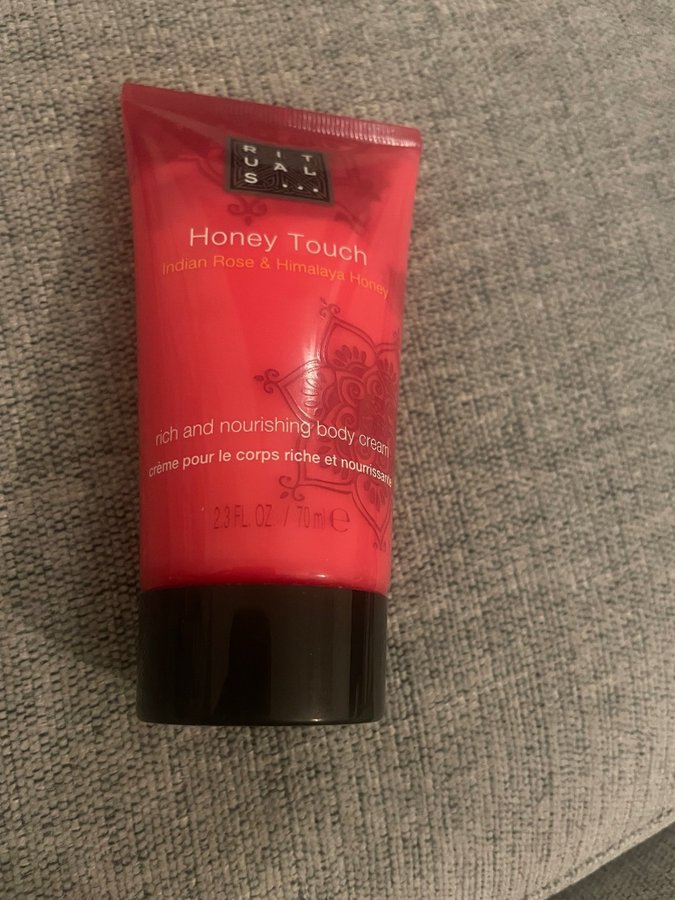 RIT
UAL
S...
Honey Touch
Indian Rose & Himalaya Honey
rich and nourishing body cream
crème pour le corps riche et nourrissante
2.3 FL. OZ. / 70 ml ℮